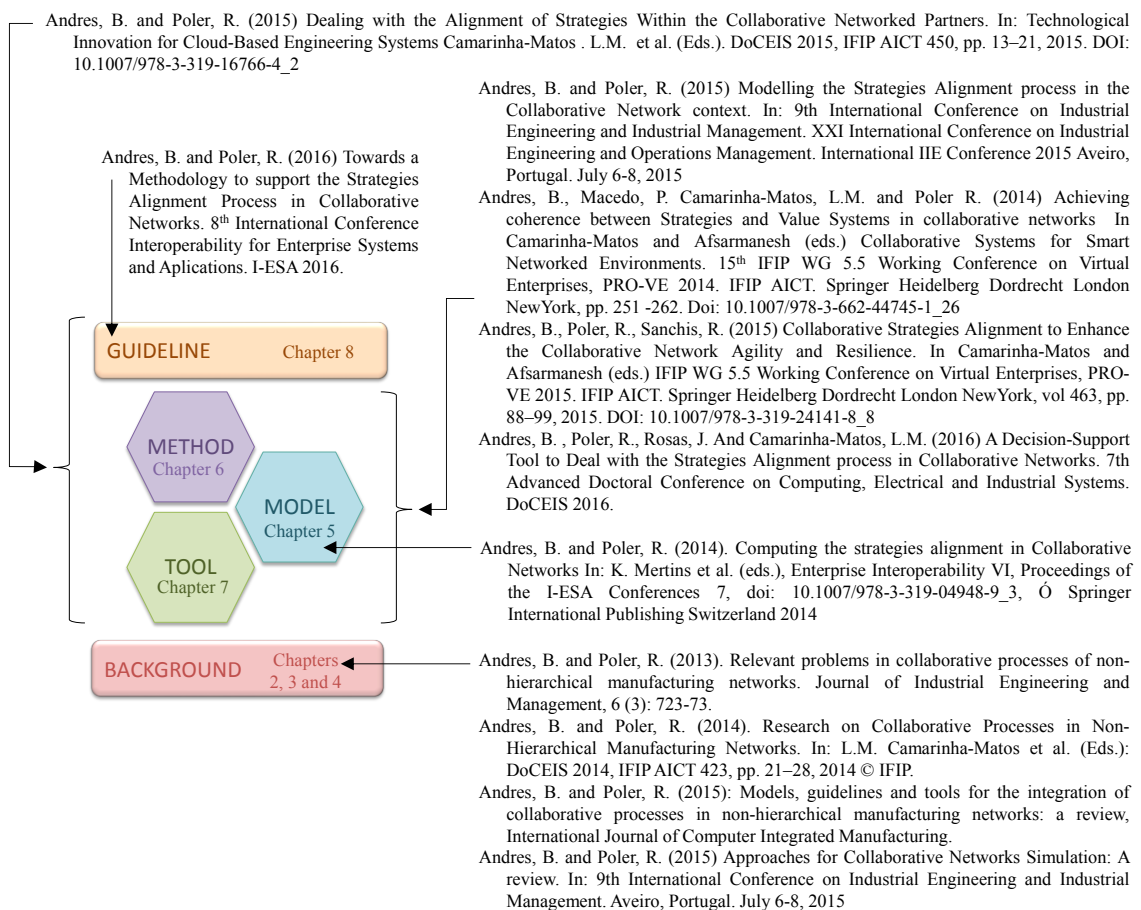 Andres, B. and Poler, R. (2015) Dealing with the Alignment of Strategies Within the Collaborative Networked Partners. In: Technological
Innovation for Cloud-Based Engineering Systems Camarinha-Matos . L.M. et al. (Eds.). DoCEIS 2015, IFIP AICT 450, pp. 13–21, 2015. DOI:
10.1007/978-3-319-16766-4_2
Andres, B. and Poler, R. (2016) Towards a
Methodology to support the Strategies
Alignment Process in Collaborative
Networks. 8th International Conference
Interoperability for Enterprise Systems
and Aplications. I-ESA 2016.
GUIDELINE Chapter 8
METHOD
Chapter 6
MODEL
Chapter 5
TOOL
Chapter 7
BACKGROUND Chapters
2, 3 and 4
Andres, B. and Poler, R. (2015) Modelling the Strategies Alignment process in the
Collaborative Network context. In: 9th International Conference on Industrial
Engineering and Industrial Management. XXI International Conference on Industrial
Engineering and Operations Management. International IIE Conference 2015 Aveiro,
Portugal. July 6-8, 2015
Andres, B., Macedo, P. Camarinha-Matos, L.M. and Poler R. (2014) Achieving
coherence between Strategies and Value Systems in collaborative networks In
Camarinha-Matos and Afsarmanesh (eds.) Collaborative Systems for Smart
Networked Environments. 15th IFIP WG 5.5 Working Conference on Virtual
Enterprises, PRO-VE 2014. IFIP AICT. Springer Heidelberg Dordrecht London
NewYork, pp. 251 -262. Doi: 10.1007/978-3-662-44745-1_26
Andres, B., Poler, R., Sanchis, R. (2015) Collaborative Strategies Alignment to Enhance
the Collaborative Network Agility and Resilience. In Camarinha-Matos and
Afsarmanesh (eds.) IFIP WG 5.5 Working Conference on Virtual Enterprises, PRO-
VE 2015. IFIP AICT. Springer Heidelberg Dordrecht London NewYork, vol 463, pp.
88–99, 2015. DOI: 10.1007/978-3-319-24141-8_8
Andres, B. , Poler, R., Rosas, J. And Camarinha-Matos, L.M. (2016) A Decision-Support
Tool to Deal with the Strategies Alignment process in Collaborative Networks. 7th
Advanced Doctoral Conference on Computing, Electrical and Industrial Systems.
DoCEIS 2016.
Andres, B. and Poler, R. (2014). Computing the strategies alignment in Collaborative
Networks In: K. Mertins et al. (eds.), Enterprise Interoperability VI, Proceedings of
the I-ESA Conferences 7, doi: 10.1007/978-3-319-04948-9_3, Ó Springer
International Publishing Switzerland 2014
Andres, B. and Poler, R. (2013). Relevant problems in collaborative processes of non-
hierarchical manufacturing networks. Journal of Industrial Engineering and
Management, 6 (3): 723-73.
Andres, B. and Poler, R. (2014). Research on Collaborative Processes in Non-
Hierarchical Manufacturing Networks. In: L.M. Camarinha-Matos et al. (Eds.):
DoCEIS 2014, IFIP AICT 423, pp. 21–28, 2014 © IFIP.
Andres, B. and Poler, R. (2015): Models, guidelines and tools for the integration of
collaborative processes in non-hierarchical manufacturing networks: a review,
International Journal of Computer Integrated Manufacturing.
Andres, B. and Poler, R. (2015) Approaches for Collaborative Networks Simulation: A
review. In: 9th International Conference on Industrial Engineering and Industrial
Management. Aveiro, Portugal. July 6-8, 2015